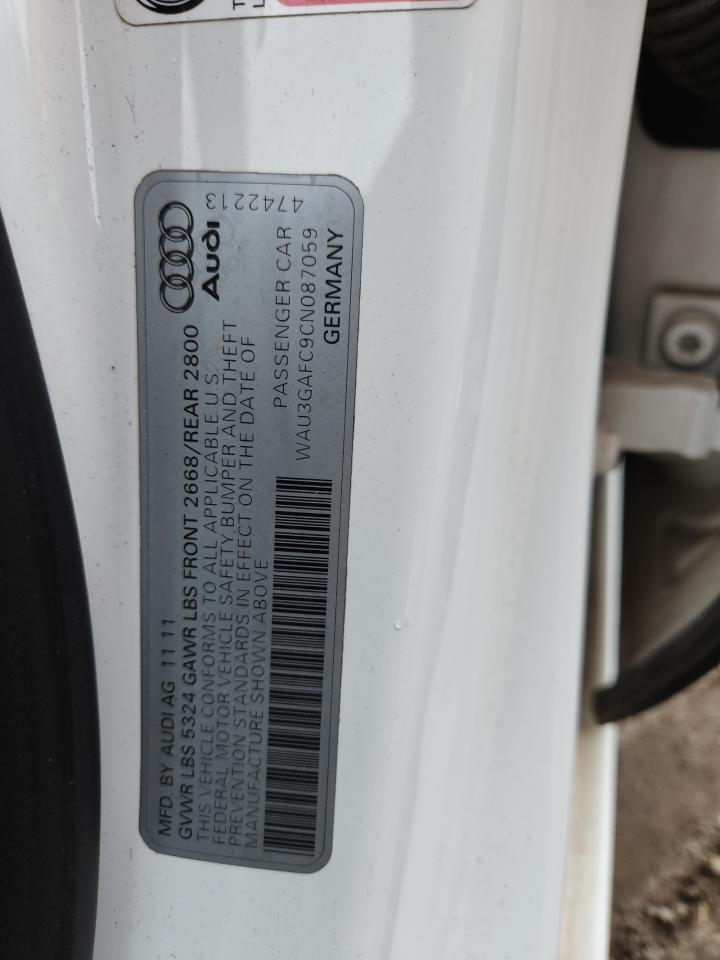 MFD. BY AUDI AG 11 11
GVWR LBS 5324 GAWR LBS FRONT 2668/REAR 2800
THIS VEHICLE CONFORMS TO ALL APPLICABLE U S
FEDERAL MOTOR VEHICLE SAFETY BUMPER AND THEFT
PREVENTION STANDARDS IN EFFECT ON THE DATE OF
MANUFACTURE SHOWN ABOVE
PASSENGER CAR
WAU3GAFC9CN087059
GERMANY
Audi
4742213